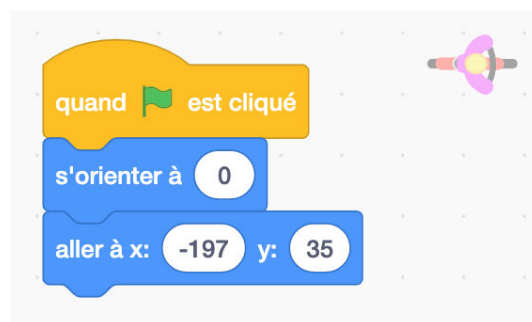 quand est cliqué
s'orienter à 0
aller à x: -197 y: 35